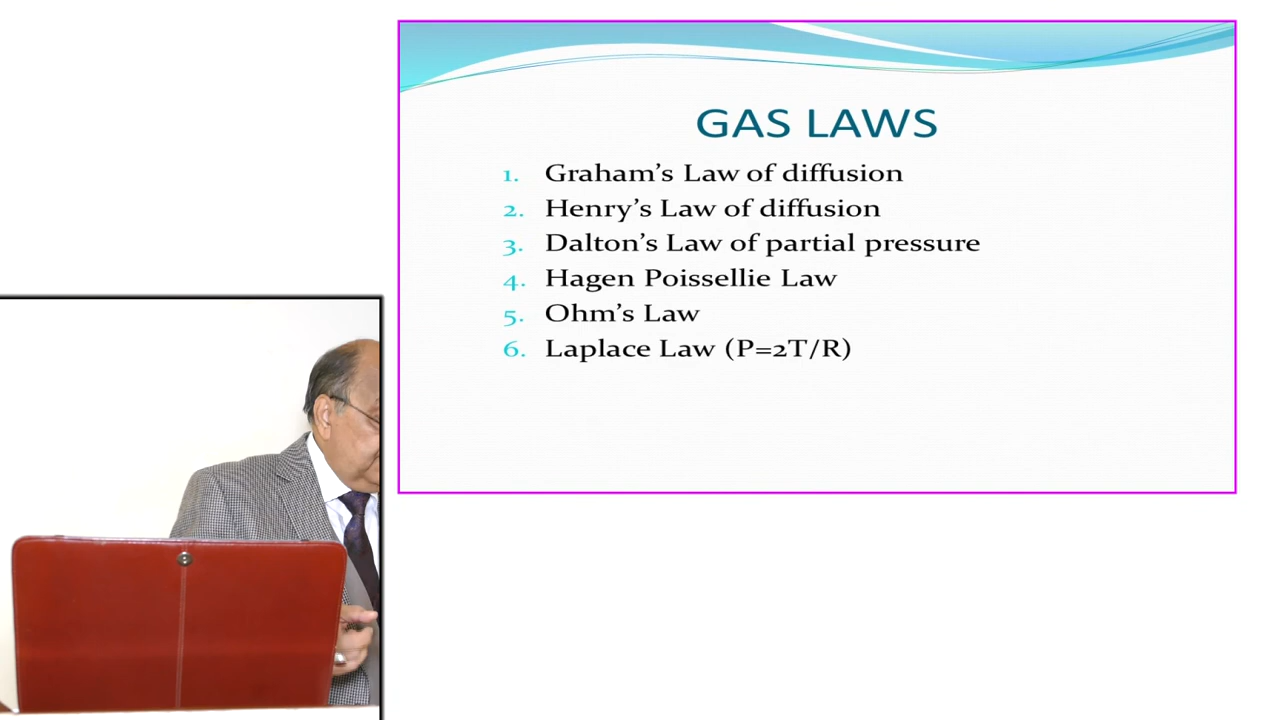 GAS LAWS
1. Graham's Law of diffusion
2. Henry's Law of diffusion
3. Dalton's Law of partial pressure
4. Hagen Poissellie Law
5. Ohm's Law
6. Laplace Law (P=2T/R)